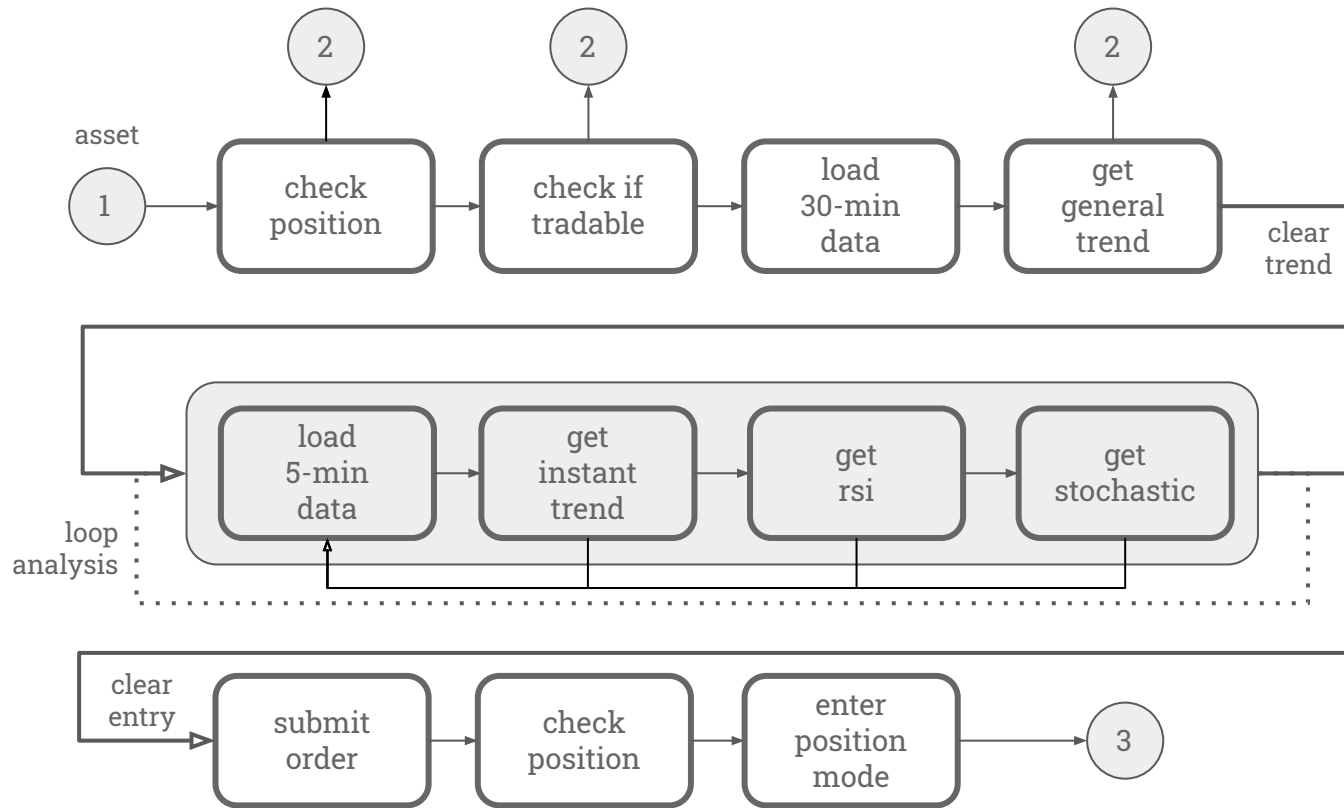 2
2
2
asset
1
check
position
check if
tradable
load
30-min
data
get
general
trend
clear
trend
load
5-min
data
get
instant
trend
get
rsi
get
stochastic
loop
analysis
clear
entry
submit
order
check
position
enter
position
mode
3